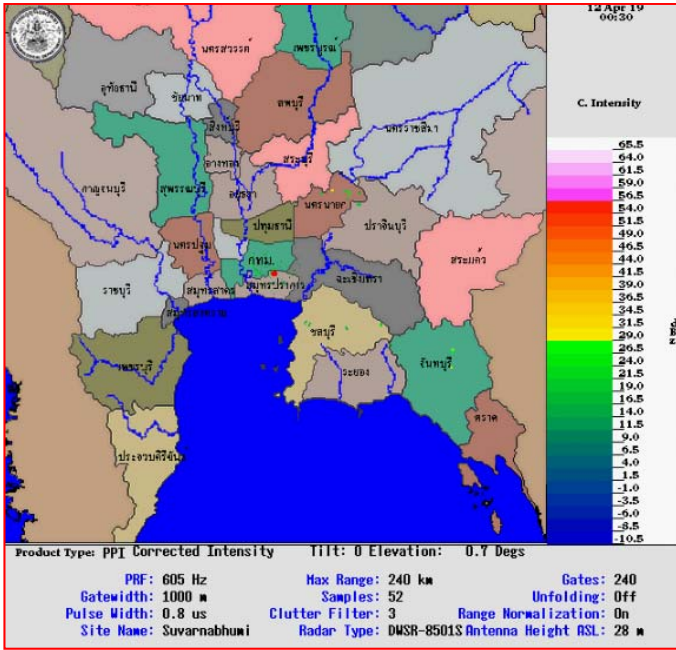 12 Apr 19
00:30
C. Intensity
นครสวรรค์
เพชรบูรณ์
อุทัยธานี
ชัยนาท
ลพบุรี
สิงหบุรี
นครราชสีมา
อ่างทอง
สระบุรี
กาญจนบุรี
สุพรรณบุรี
อยุธยา
นครนายก
ปราจีนบุรี
ปทุมธานี
นครปฐม
กทม.
สระแก้ว
ราชบุรี
สมุทรสาคร
สมุทรปราการ
ฉะเชิงเทรา
ชลบุรี
เพชรบุรี
ระยอง
จันทบุรี
ตราด
ประจวบคีรีขันธ์
65.5
64.0
61.5
59.0
56.5
54.0
51.5
49.0
46.5
44.0
41.5
39.0
36.5
34.0
31.5
29.0
26.5
24.0
21.5
19.0
16.5
14.0
11.5
9.0
6.5
4.0
1.5
-1.0
-3.5
-6.0
-8.5
-10.5
Product Type: PPI Corrected Intensity Tilt: 0 Elevation: 0.7 Degs
PRF: 605 Hz Max Range: 240 km Gates: 240
Gatewidth: 1000 m Samples: 52 Unfolding: Off
Pulse Width: 0.8 us Clutter Filter: 3 Range Normalization: On
Site Name: Suvarnabhumi Radar Type: DWSR-8501S Antenna Height ASL: 28 m